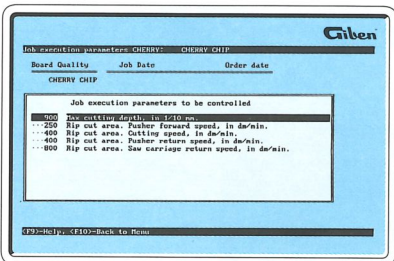 Giben
Job execution parameters CHERRY: CHERRY CHIP
Board Quality Job Date Order date
CHERRY CHIP
Job execution parameters to be controlled
900 Max cutting depth, in 1/10 mm.
···250 Rip cut area. Pusher forward speed, in dm/min.
···400 Rip cut area. Cutting speed, in dm/min.
···400 Rip cut area. Pusher return speed, in dm/min.
···800 Rip cut area. Saw carriage return speed, in dm/min.
<F9>-Help, <F10>-Back to Menu